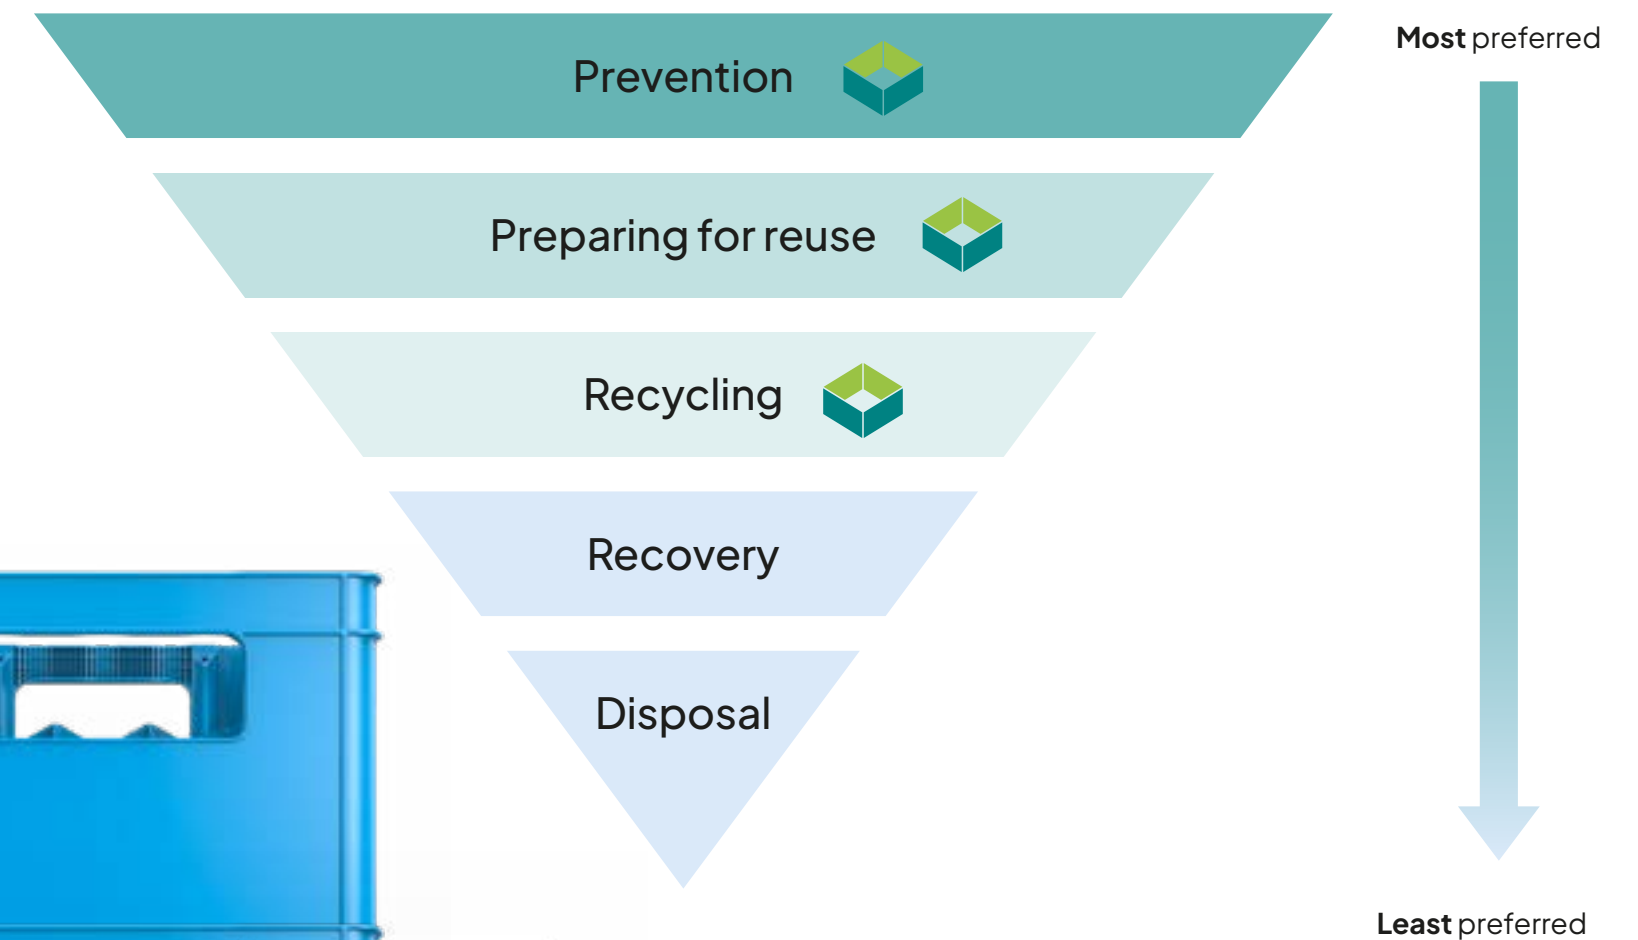 Most preferred
Prevention
Preparing for reuse
Recycling
Recovery
Disposal
Least preferred